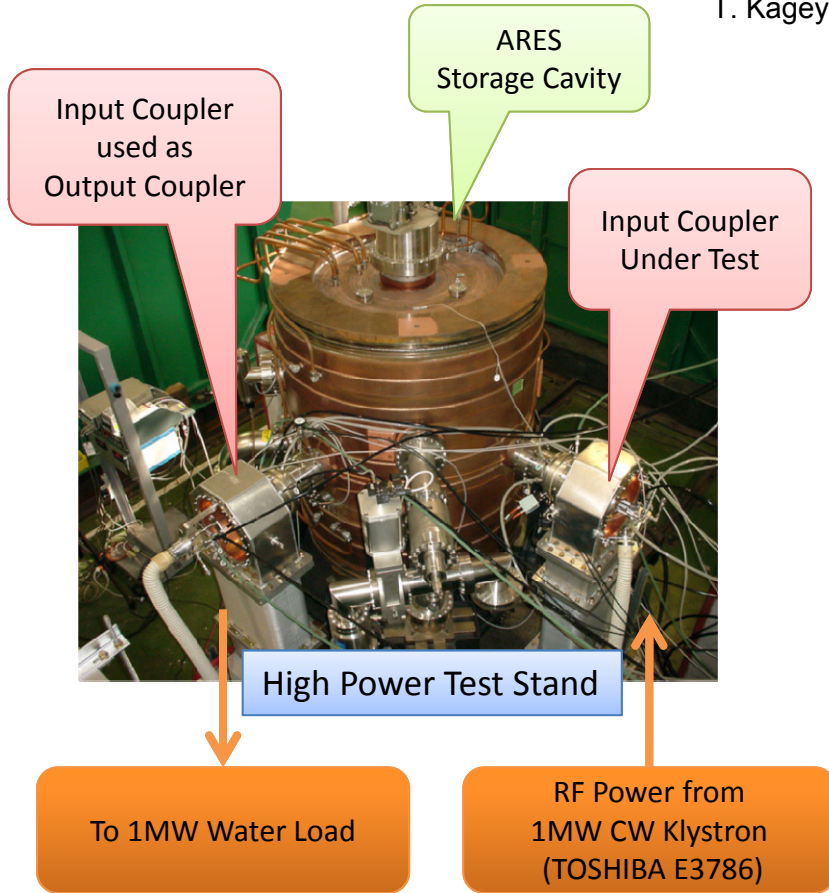 T. Kagey
ARES
Storage Cavity
Input Coupler
used as
Output Coupler
Input Coupler
Under Test
High Power Test Stand
To 1MW Water Load
RF Power from
1MW CW Klystron
(TOSHIBA E3786)